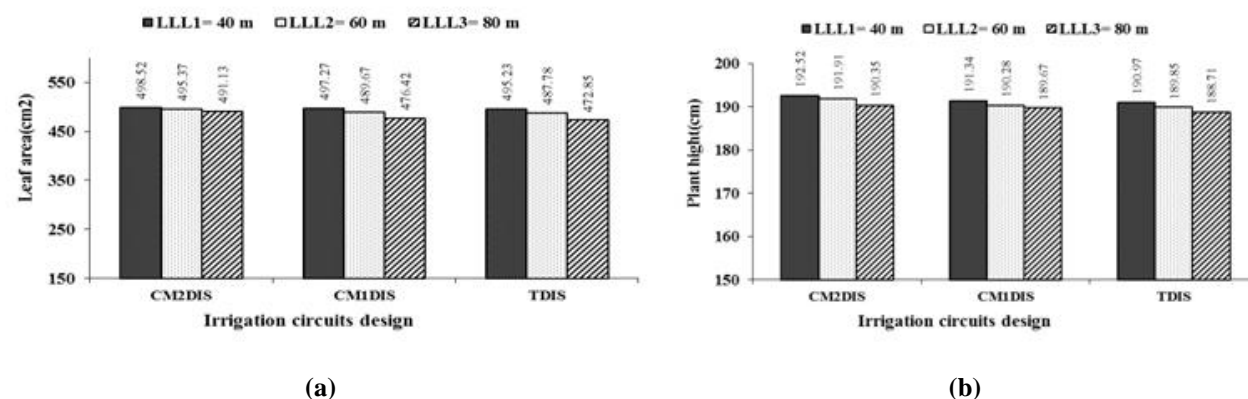 LLL1= 40 m LLL2= 60 m LLL3= 80 m
Leaf area(cm2)
550
450
350
250
150
498.52
495.37
491.13
497.27
489.67
476.42
495.23
487.78
472.85
CM2DIS CM1DIS TDIS
Irrigation circuits design
(a)
LLL1= 40 m LLL2= 60 m LLL3= 80 m
Plant hight(cm)
200
190
180
170
160
150
192.52
191.91
190.35
191.34
190.28
189.67
190.97
189.85
188.71
CM2DIS CM1DIS TDIS
Irrigation circuits design
(b)